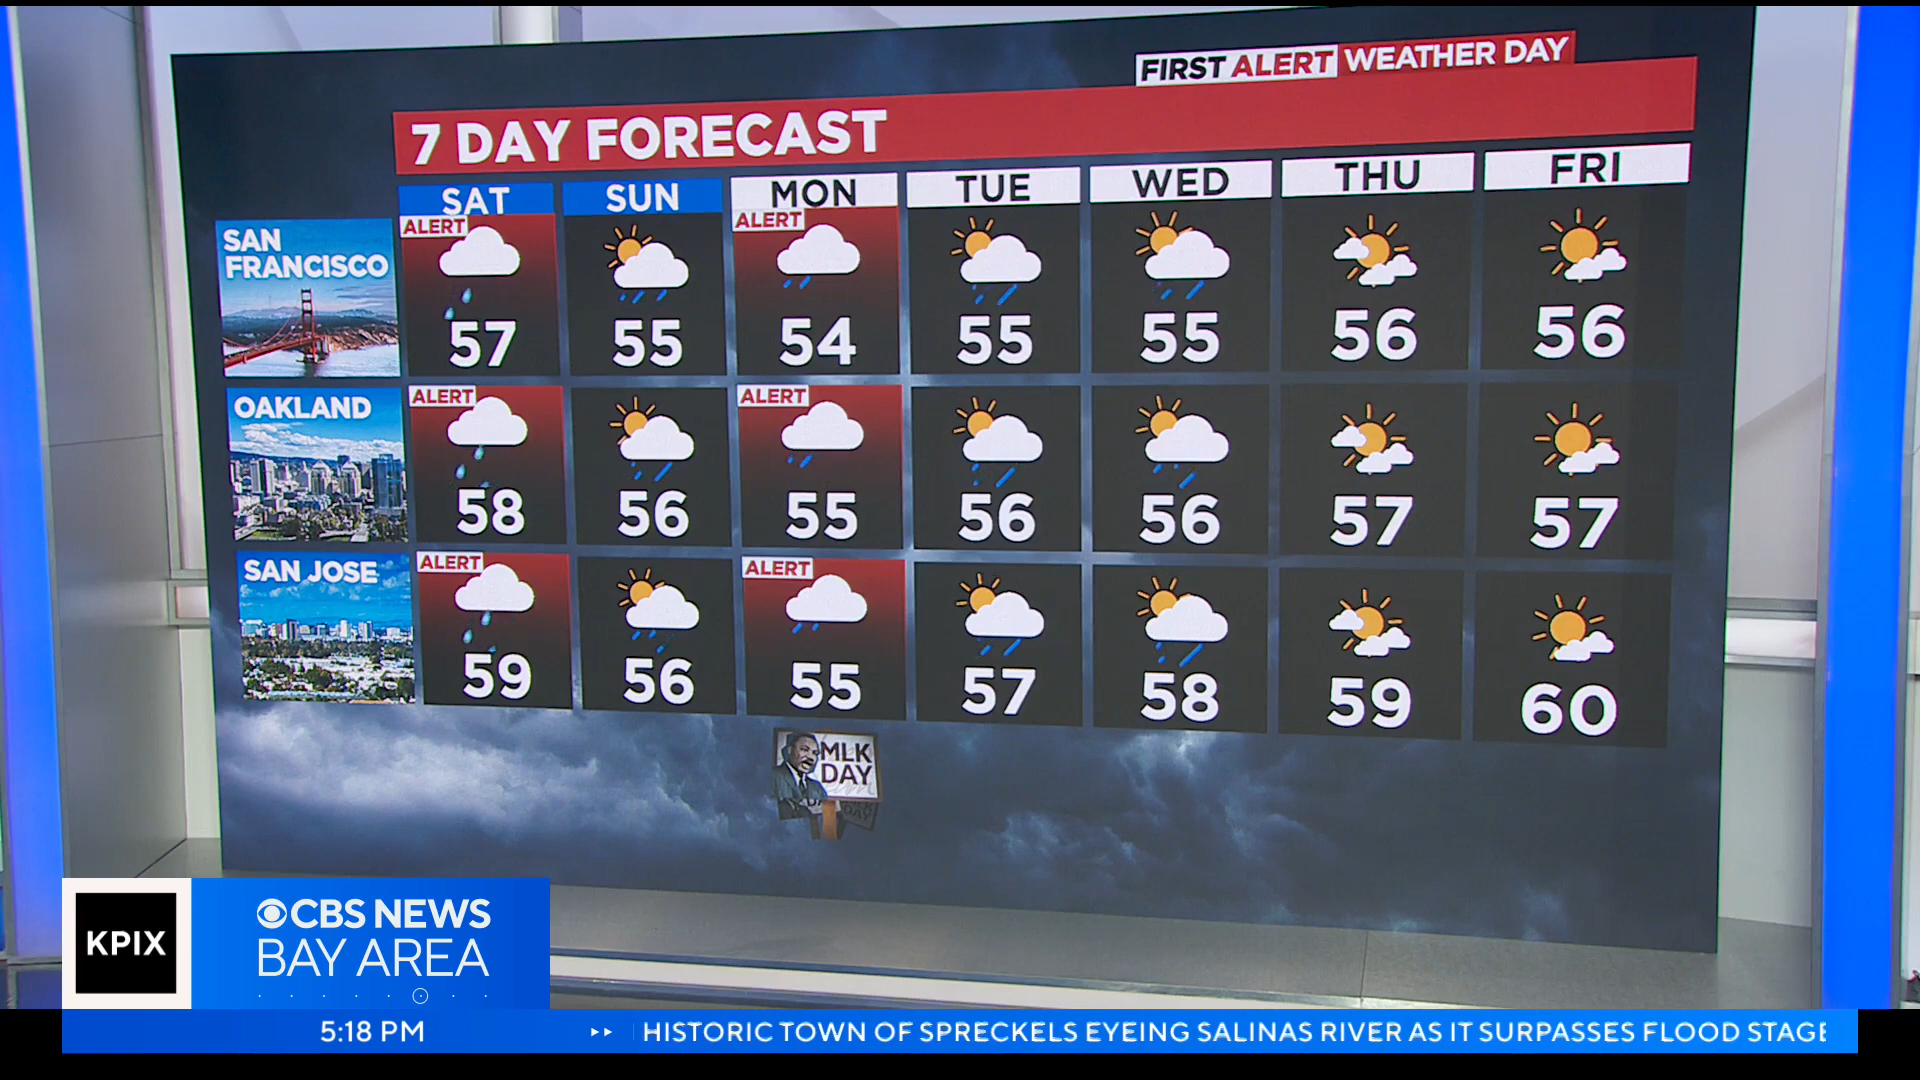 FIRST ALERT WEATHER DAY
7 DAY FORECAST
SAT SUN MON TUE WED THU FRI
SAN
FRANCISCO
ALERT ALERT
57 55 54 55 55 56 56
OAKLAND
ALERT ALERT
58 56 55 56 56 57 57
SAN JOSE
ALERT ALERT
59 56 55 57 58 59 60
MLK
DAY
DAY
KPIX
CBS NEWS
BAY AREA
5:18 PM
HISTORIC TOWN OF SPRECKELS EYEING SALINAS RIVER AS IT SURPASSES FLOOD STAGE